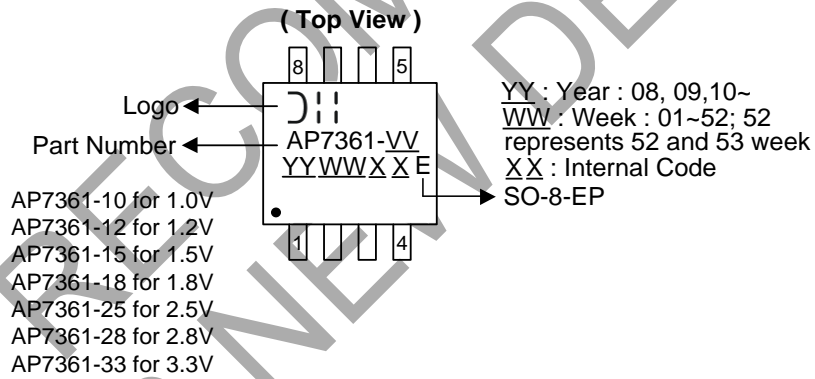 ( Top View )
8 5
Logo
Part Number
AP7361-VV
YYWWX X E
1 4
YY : Year : 08, 09,10~
WW : Week : 01~52; 52
represents 52 and 53 week
X X : Internal Code
SO-8-EP
AP7361-10 for 1.0V
AP7361-12 for 1.2V
AP7361-15 for 1.5V
AP7361-18 for 1.8V
AP7361-25 for 2.5V
AP7361-28 for 2.8V
AP7361-33 for 3.3V
NEW